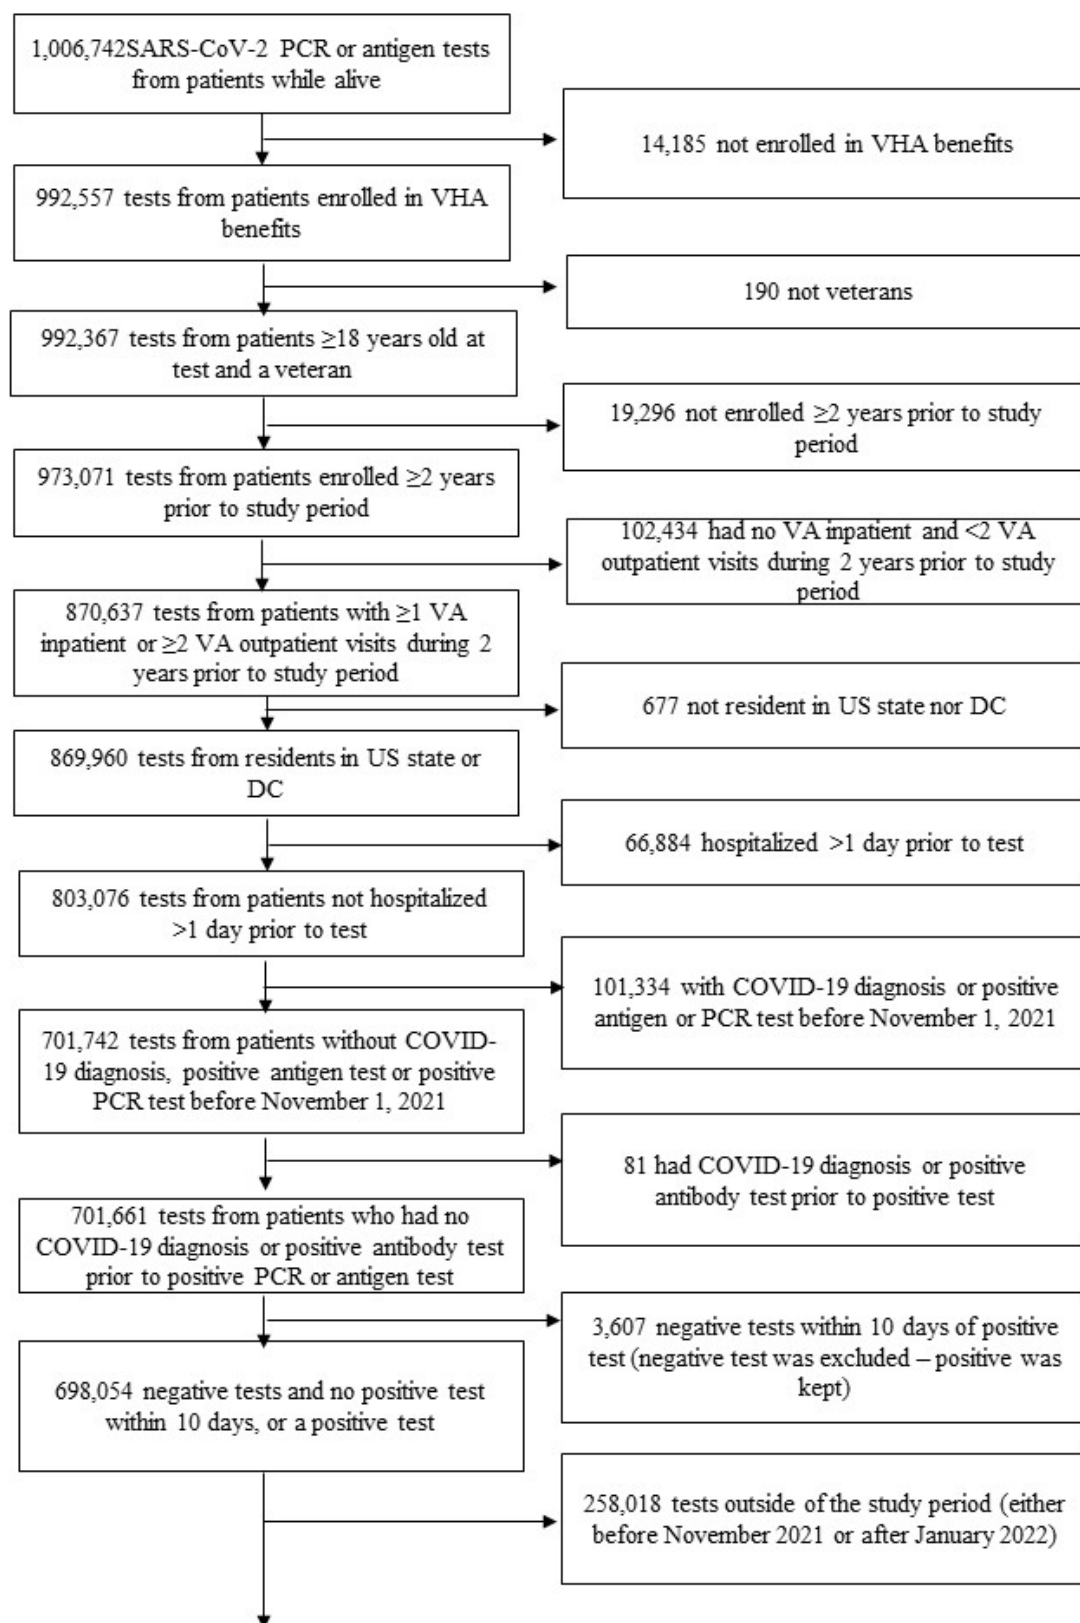 1,006,742SARS-CoV-2 PCR or antigen tests
from patients while alive
14,185 not enrolled in VHA benefits
992,557 tests from patients enrolled in VHA
benefits
190 not veterans
992,367 tests from patients ≥18 years old at
test and a veteran
19,296 not enrolled ≥2 years prior to study
period
973,071 tests from patients enrolled ≥2 years
prior to study period
102,434 had no VA inpatient and <2 VA
outpatient visits during 2 years prior to study
period
870,637 tests from patients with ≥1 VA
inpatient or ≥2 VA outpatient visits during 2
years prior to study period
677 not resident in US state nor DC
869,960 tests from residents in US state or
DC
66,884 hospitalized >1 day prior to test
803,076 tests from patients not hospitalized
>1 day prior to test
101,334 with COVID-19 diagnosis or positive
antigen or PCR test before November 1, 2021
701,742 tests from patients without COVID-
19 diagnosis, positive antigen test or positive
PCR test before November 1, 2021
81 had COVID-19 diagnosis or positive
antibody test prior to positive test
701,661 tests from patients who had no
COVID-19 diagnosis or positive antibody test
prior to positive PCR or antigen test
3,607 negative tests within 10 days of positive
test (negative test was excluded – positive was
kept)
698,054 negative tests and no positive test
within 10 days, or a positive test
258,018 tests outside of the study period (either
before November 2021 or after January 2022)